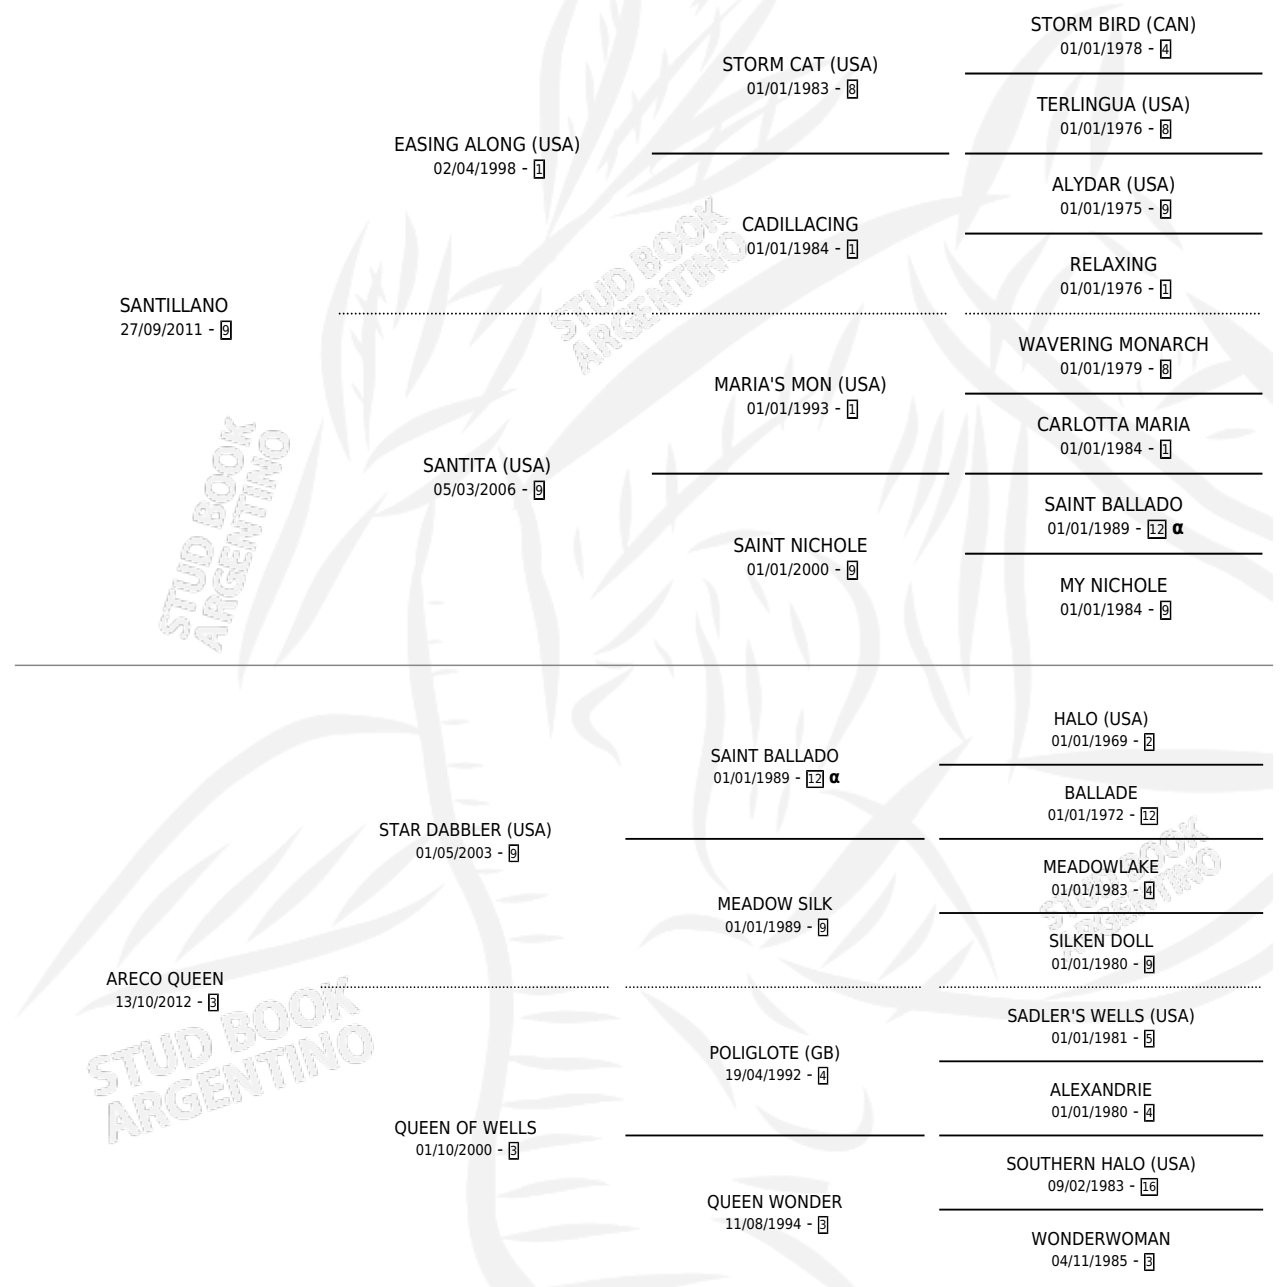 STORM BIRD (CAN)
01/01/1978 - 4
STORM CAT (USA)
01/01/1983 - 8
TERLINGUA (USA)
01/01/1976 - 8
EASING ALONG (USA)
02/04/1998 - 1
ALYDAR (USA)
01/01/1975 - 9
CADILLACING
01/01/1984 - 1
RELAXING
01/01/1976 - 1
SANTILLANO
27/09/2011 - 9
WAVERING MONARCH
01/01/1979 - 8
MARIA'S MON (USA)
01/01/1993 - 1
CARLOTTA MARIA
01/01/1984 - 1
SANTITA (USA)
05/03/2006 - 9
SAINT BALLADO
01/01/1989 - 12 α
SAINT NICHOLE
01/01/2000 - 9
MY NICHOLE
01/01/1984 - 9
HALO (USA)
01/01/1969 - 2
SAINT BALLADO
01/01/1989 - 12 α
BALLADE
01/01/1972 - 12
STAR DABBLER (USA)
01/05/2003 - 9
MEADOWLAKE
01/01/1983 - 4
MEADOW SILK
01/01/1989 - 9
SILKEN DOLL
01/01/1980 - 9
ARECO QUEEN
13/10/2012 - 3
SADLER'S WELLS (USA)
01/01/1981 - 5
POLIGLOTE (GB)
19/04/1992 - 4
ALEXANDRIE
01/01/1980 - 4
QUEEN OF WELLS
01/10/2000 - 3
SOUTHERN HALO (USA)
09/02/1983 - 16
QUEEN WONDER
11/08/1994 - 3
WONDERWOMAN
04/11/1985 - 3
STUD BOOK
ARGENTINO
STUD BOOK
ARGENTINO
STUD BOOK
ARGENTINO
STUD BOOK
ARGENTINO